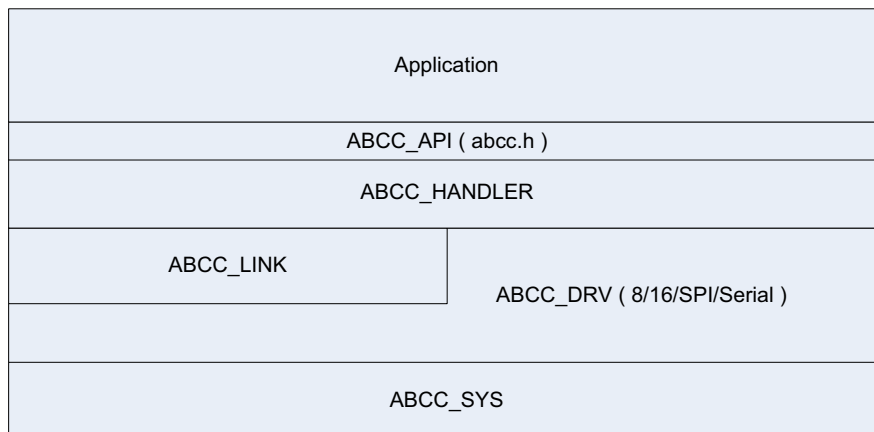 Application
ABCC_API ( abcc.h )
ABCC_HANDLER
ABCC_LINK
ABCC_DRV ( 8/16/SPI/Serial )
ABCC_SYS